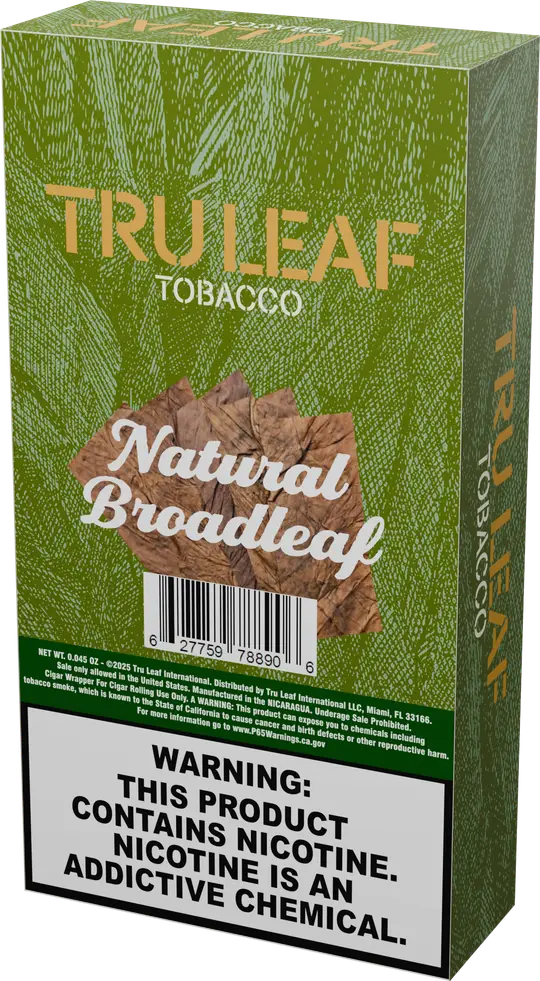 TRU LEAF
TOBACCO
TRU LEAF
TOBACCO
Natural
Broadleaf
6 27759 78890 6
NET WT. 0.045 OZ - ©2025 Tru Leaf International. Distributed by Tru Leaf International LLC, Miami, FL 33166.
Sale only allowed in the United States. Manufactured in the NICARAGUA. Underage Sale Prohibited.
Cigar Wrapper For Cigar Rolling Use Only. A WARNING: This product can expose you to chemicals including
tobacco smoke, which is known to the State of California to cause cancer and birth defects or other reproductive harm.
For more information go to www.P65Warnings.ca.gov
WARNING:
THIS PRODUCT
CONTAINS NICOTINE.
NICOTINE IS AN
ADDICTIVE CHEMICAL.
TRU LEAF
TOBACCO